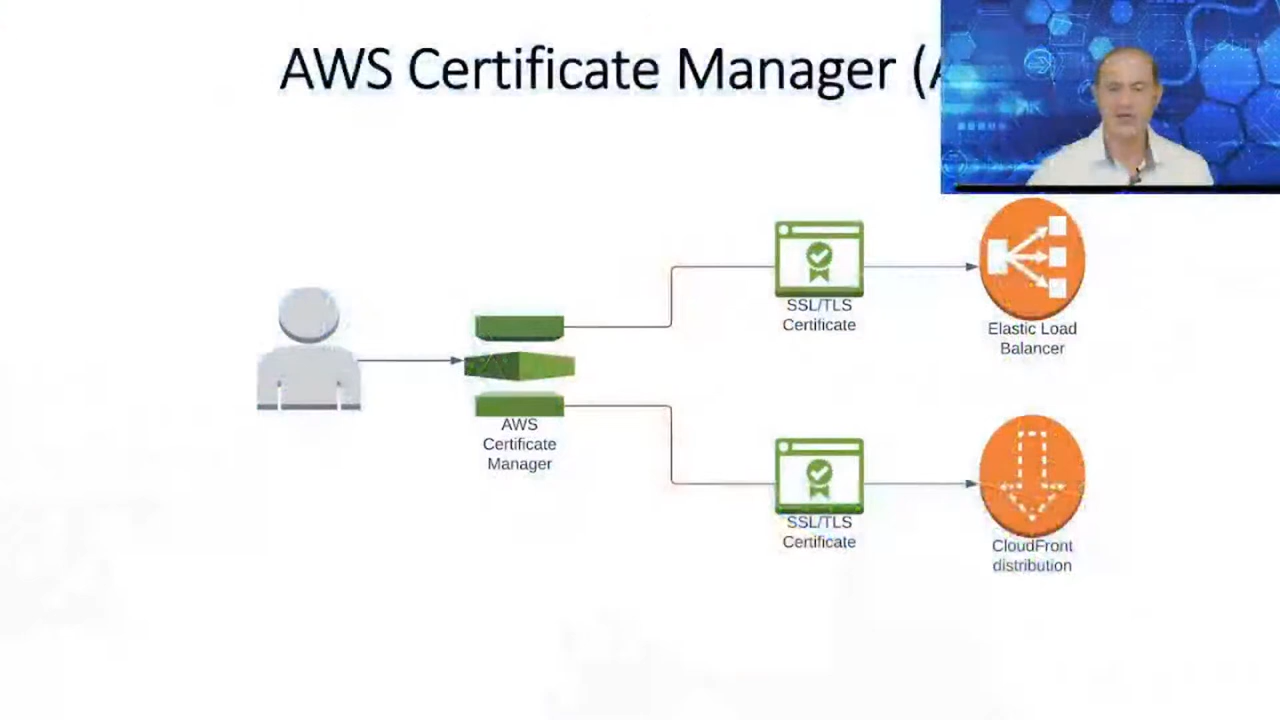 AWS Certificate Manager (A
SSL/TLS
Certificate
Elastic Load
Balancer
AWS
Certificate
Manager
SSL/TLS
Certificate
CloudFront
distribution